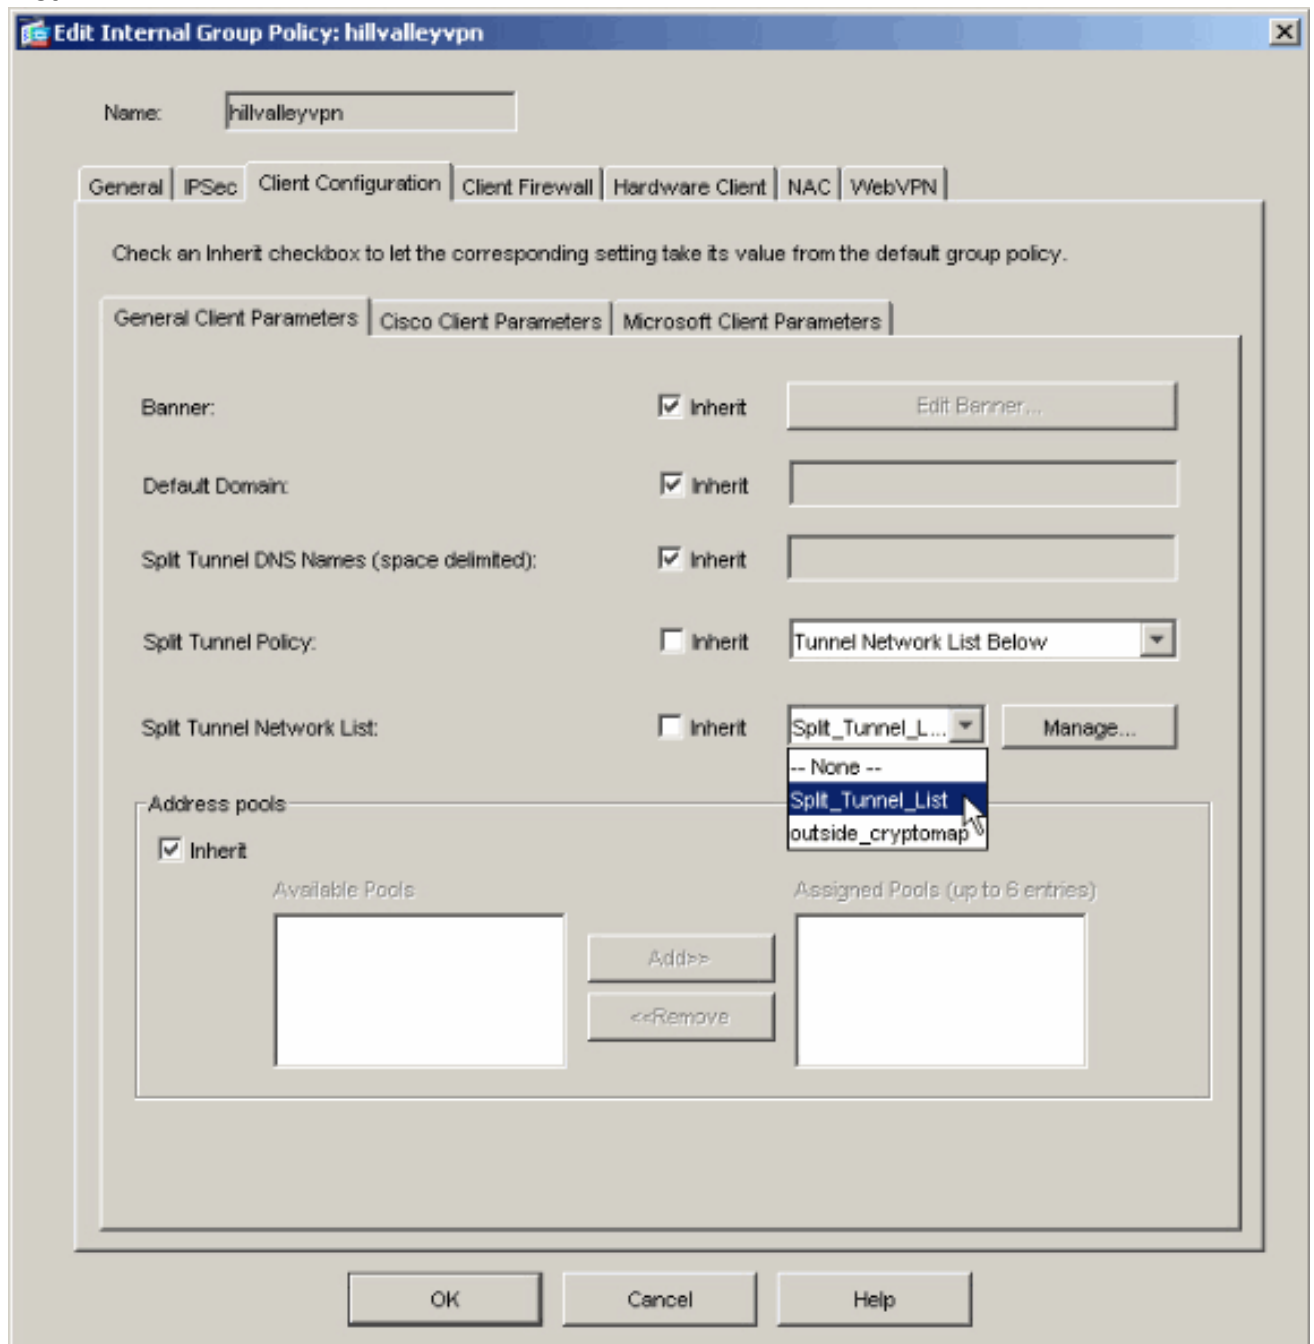 Edit Internal Group Policy: hillvalleyvpn
Name: hillvalleyvpn
General IPSec Client Configuration Client Firewall Hardware Client NAC WebVPN
Check an Inherit checkbox to let the corresponding setting take its value from the default group policy.
General Client Parameters Cisco Client Parameters Microsoft Client Parameters
Banner: Inherit Edit Banner...
Default Domain: Inherit
Split Tunnel DNS Names (space delimited): Inherit
Split Tunnel Policy: Inherit Tunnel Network List Below
Split Tunnel Network List: Inherit Split_Tunnel_L... Manage...
-- None --
Split_Tunnel_List
outside_cryptomap
Address pools
Inherit
Available Pools Assigned Pools (up to 6 entries)
Add>>
<<Remove
OK Cancel Help